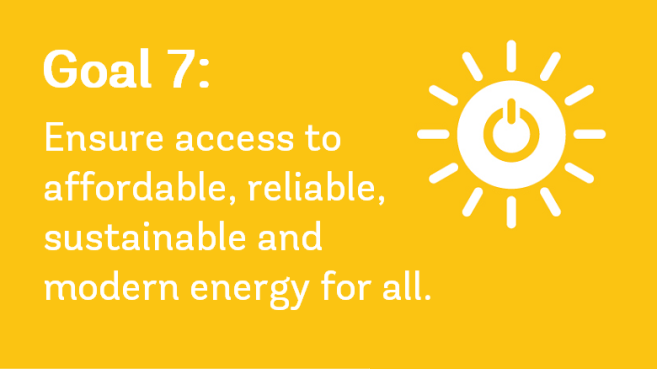 Goal 7:
Ensure access to
affordable, reliable,
sustainable and
modern energy for all.